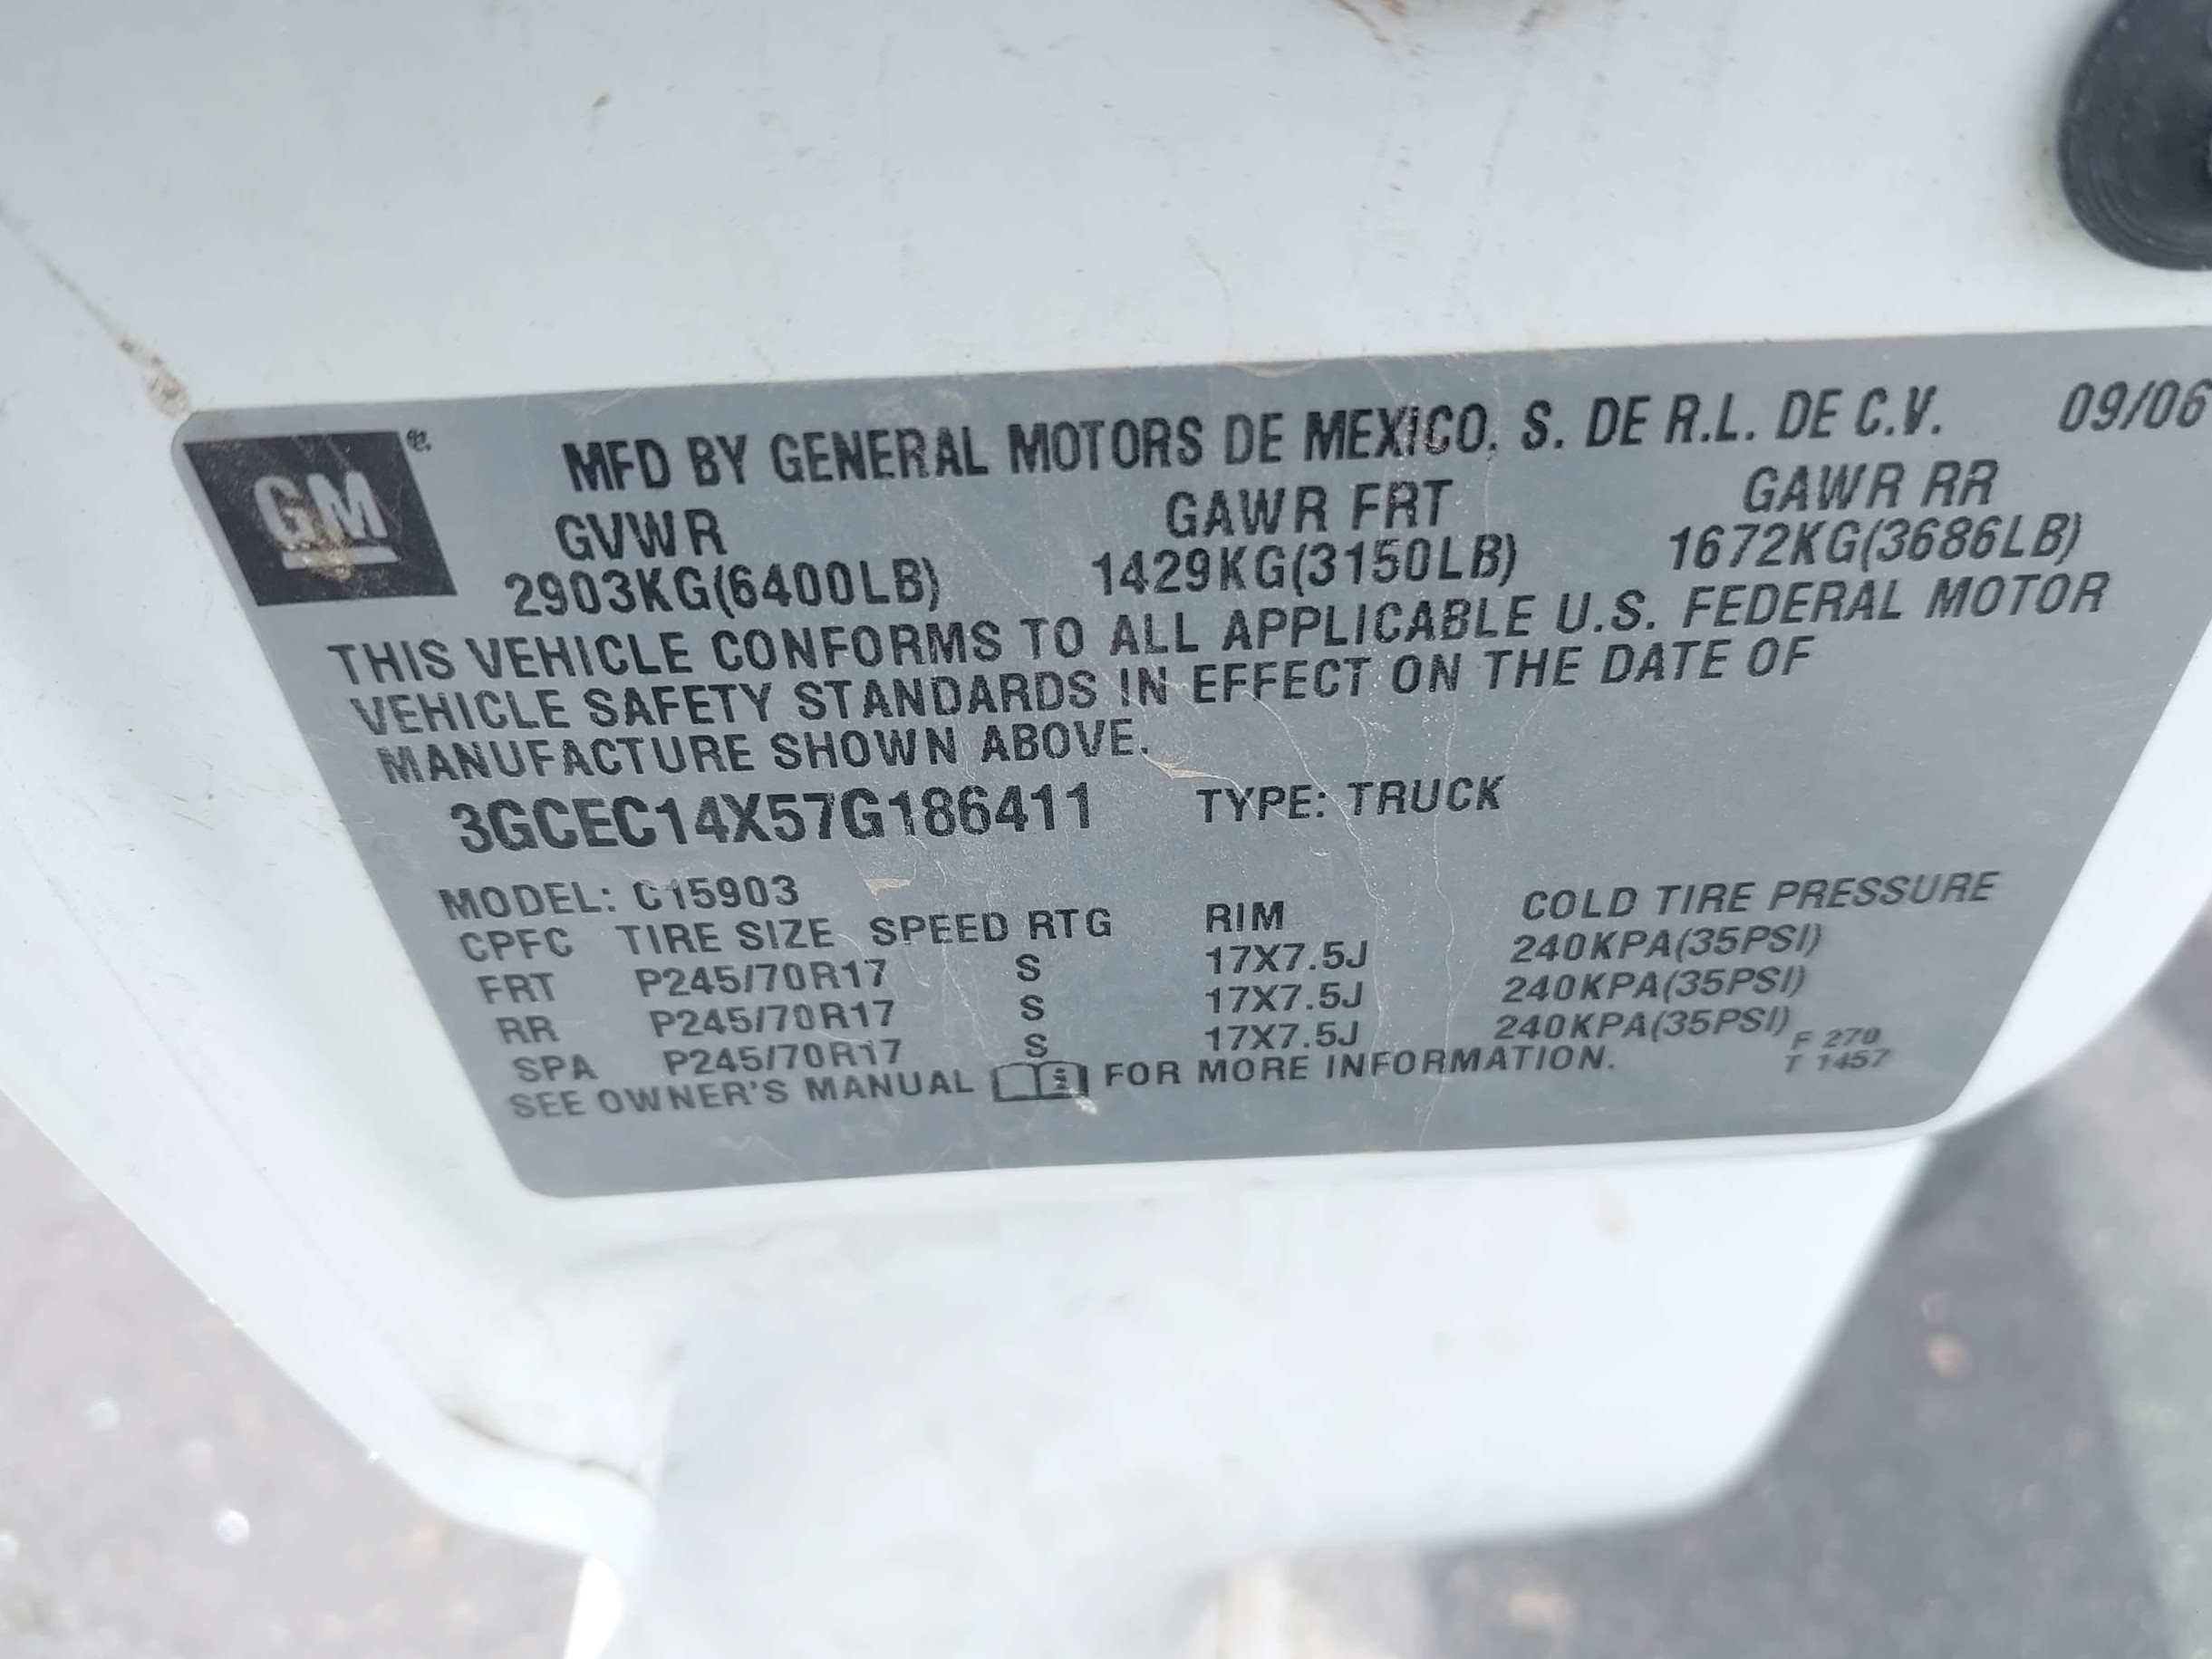 GM
MFD BY GENERAL MOTORS DE MEXICO, S. DE R.L. DE C.V. 09/06
GVWR GAWR FRT GAWR RR
2903KG(6400LB) 1429KG(3150LB) 1672KG(3686LB)
THIS VEHICLE CONFORMS TO ALL APPLICABLE U.S. FEDERAL MOTOR
VEHICLE SAFETY STANDARDS IN EFFECT ON THE DATE OF
MANUFACTURE SHOWN ABOVE.
3GCEC14X57G186411 TYPE: TRUCK
MODEL: C15903
CPFC TIRE SIZE SPEED RTG RIM COLD TIRE PRESSURE
FRT P245/70R17 S 17X7.5J 240KPA(35PSI)
RR P245/70R17 S 17X7.5J 240KPA(35PSI)
SPA P245/70R17 S 17X7.5J 240KPA(35PSI)
F 270
SEE OWNER'S MANUAL FOR MORE INFORMATION. T 1457